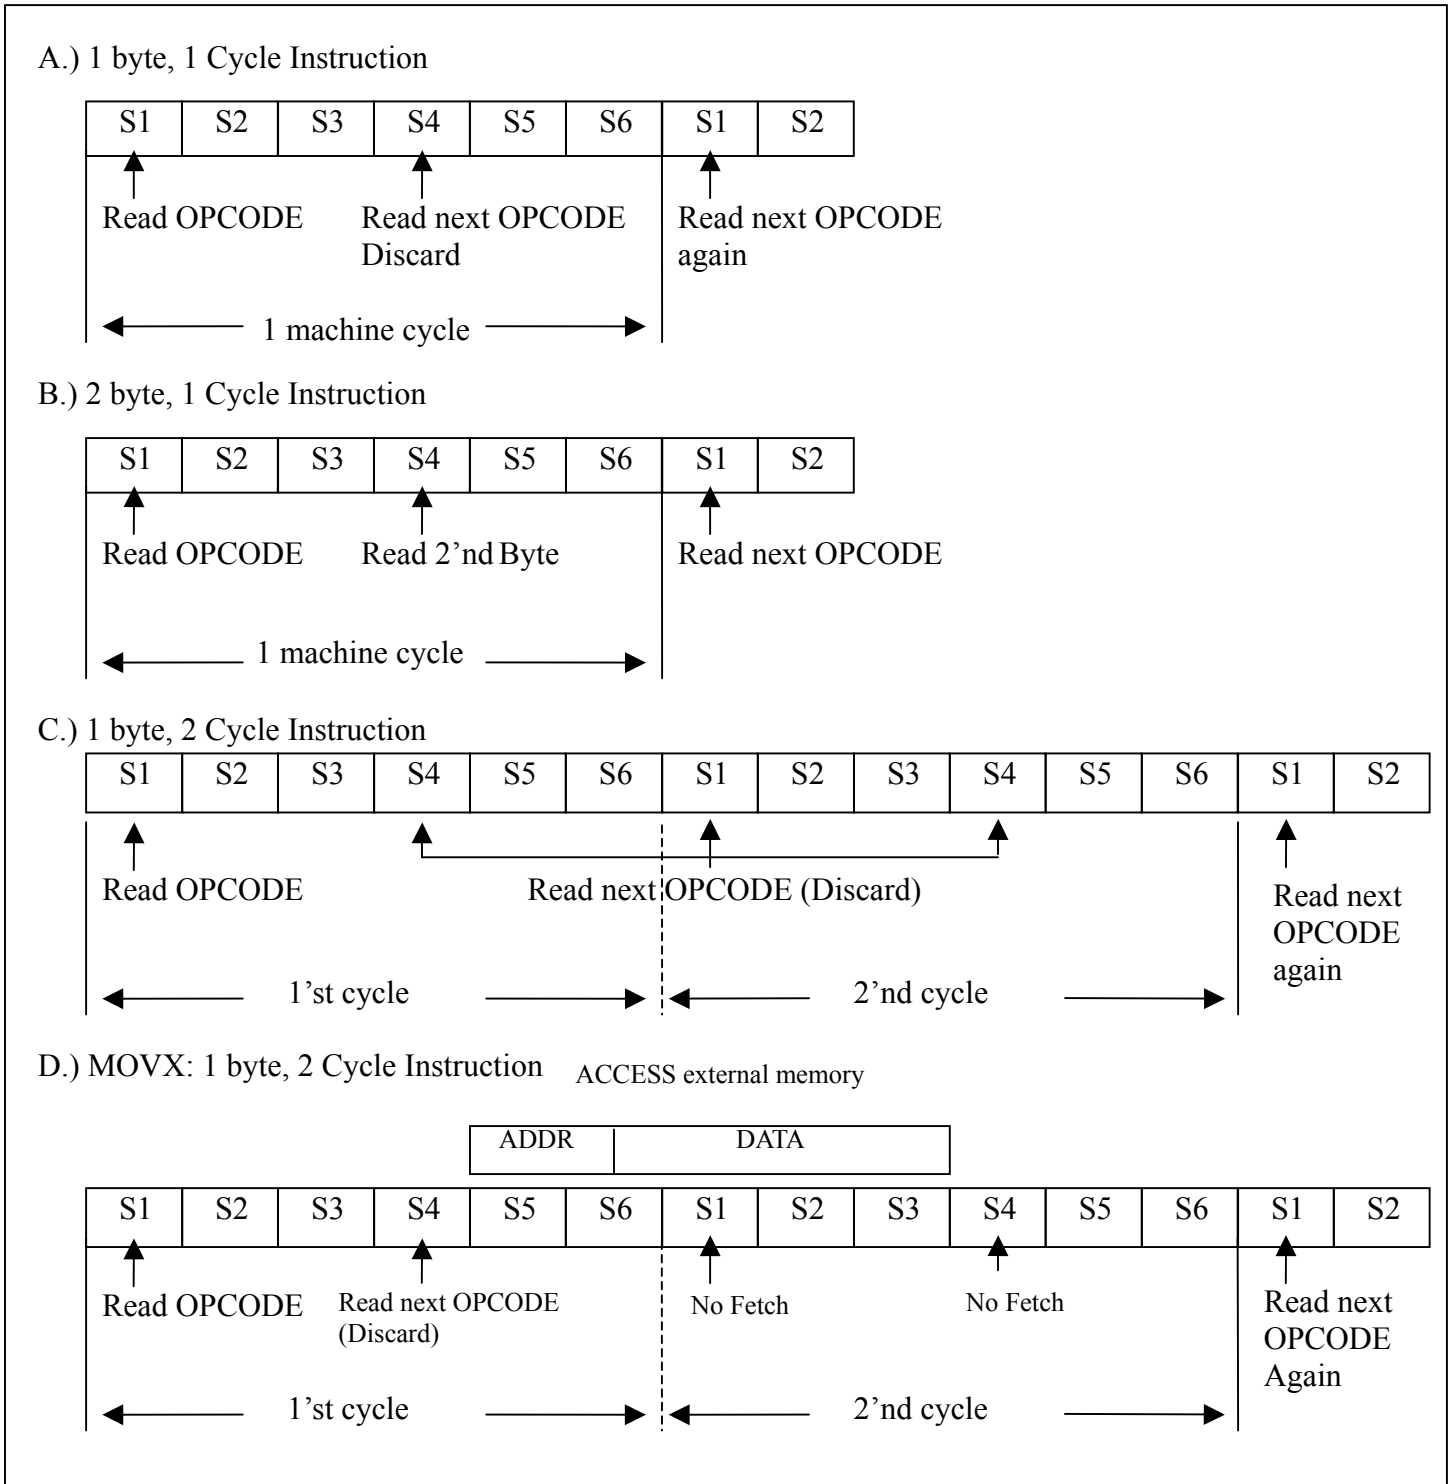 A.) 1 byte, 1 Cycle Instruction
S1 S2 S3 S4 S5 S6 S1 S2
Read OPCODE Read next OPCODE Read next OPCODE
Discard again
1 machine cycle
B.) 2 byte, 1 Cycle Instruction
S1 S2 S3 S4 S5 S6 S1 S2
Read OPCODE Read 2’nd Byte Read next OPCODE
1 machine cycle
C.) 1 byte, 2 Cycle Instruction
S1 S2 S3 S4 S5 S6 S1 S2 S3 S4 S5 S6 S1 S2
Read OPCODE Read next OPCODE (Discard) Read next
OPCODE
again
1’st cycle 2’nd cycle
D.) MOVX: 1 byte, 2 Cycle Instruction ACCESS external memory
ADDR DATA
S1 S2 S3 S4 S5 S6 S1 S2 S3 S4 S5 S6 S1 S2
Read OPCODE Read next OPCODE No Fetch No Fetch Read next
(Discard) OPCODE
Again
1’st cycle 2’nd cycle